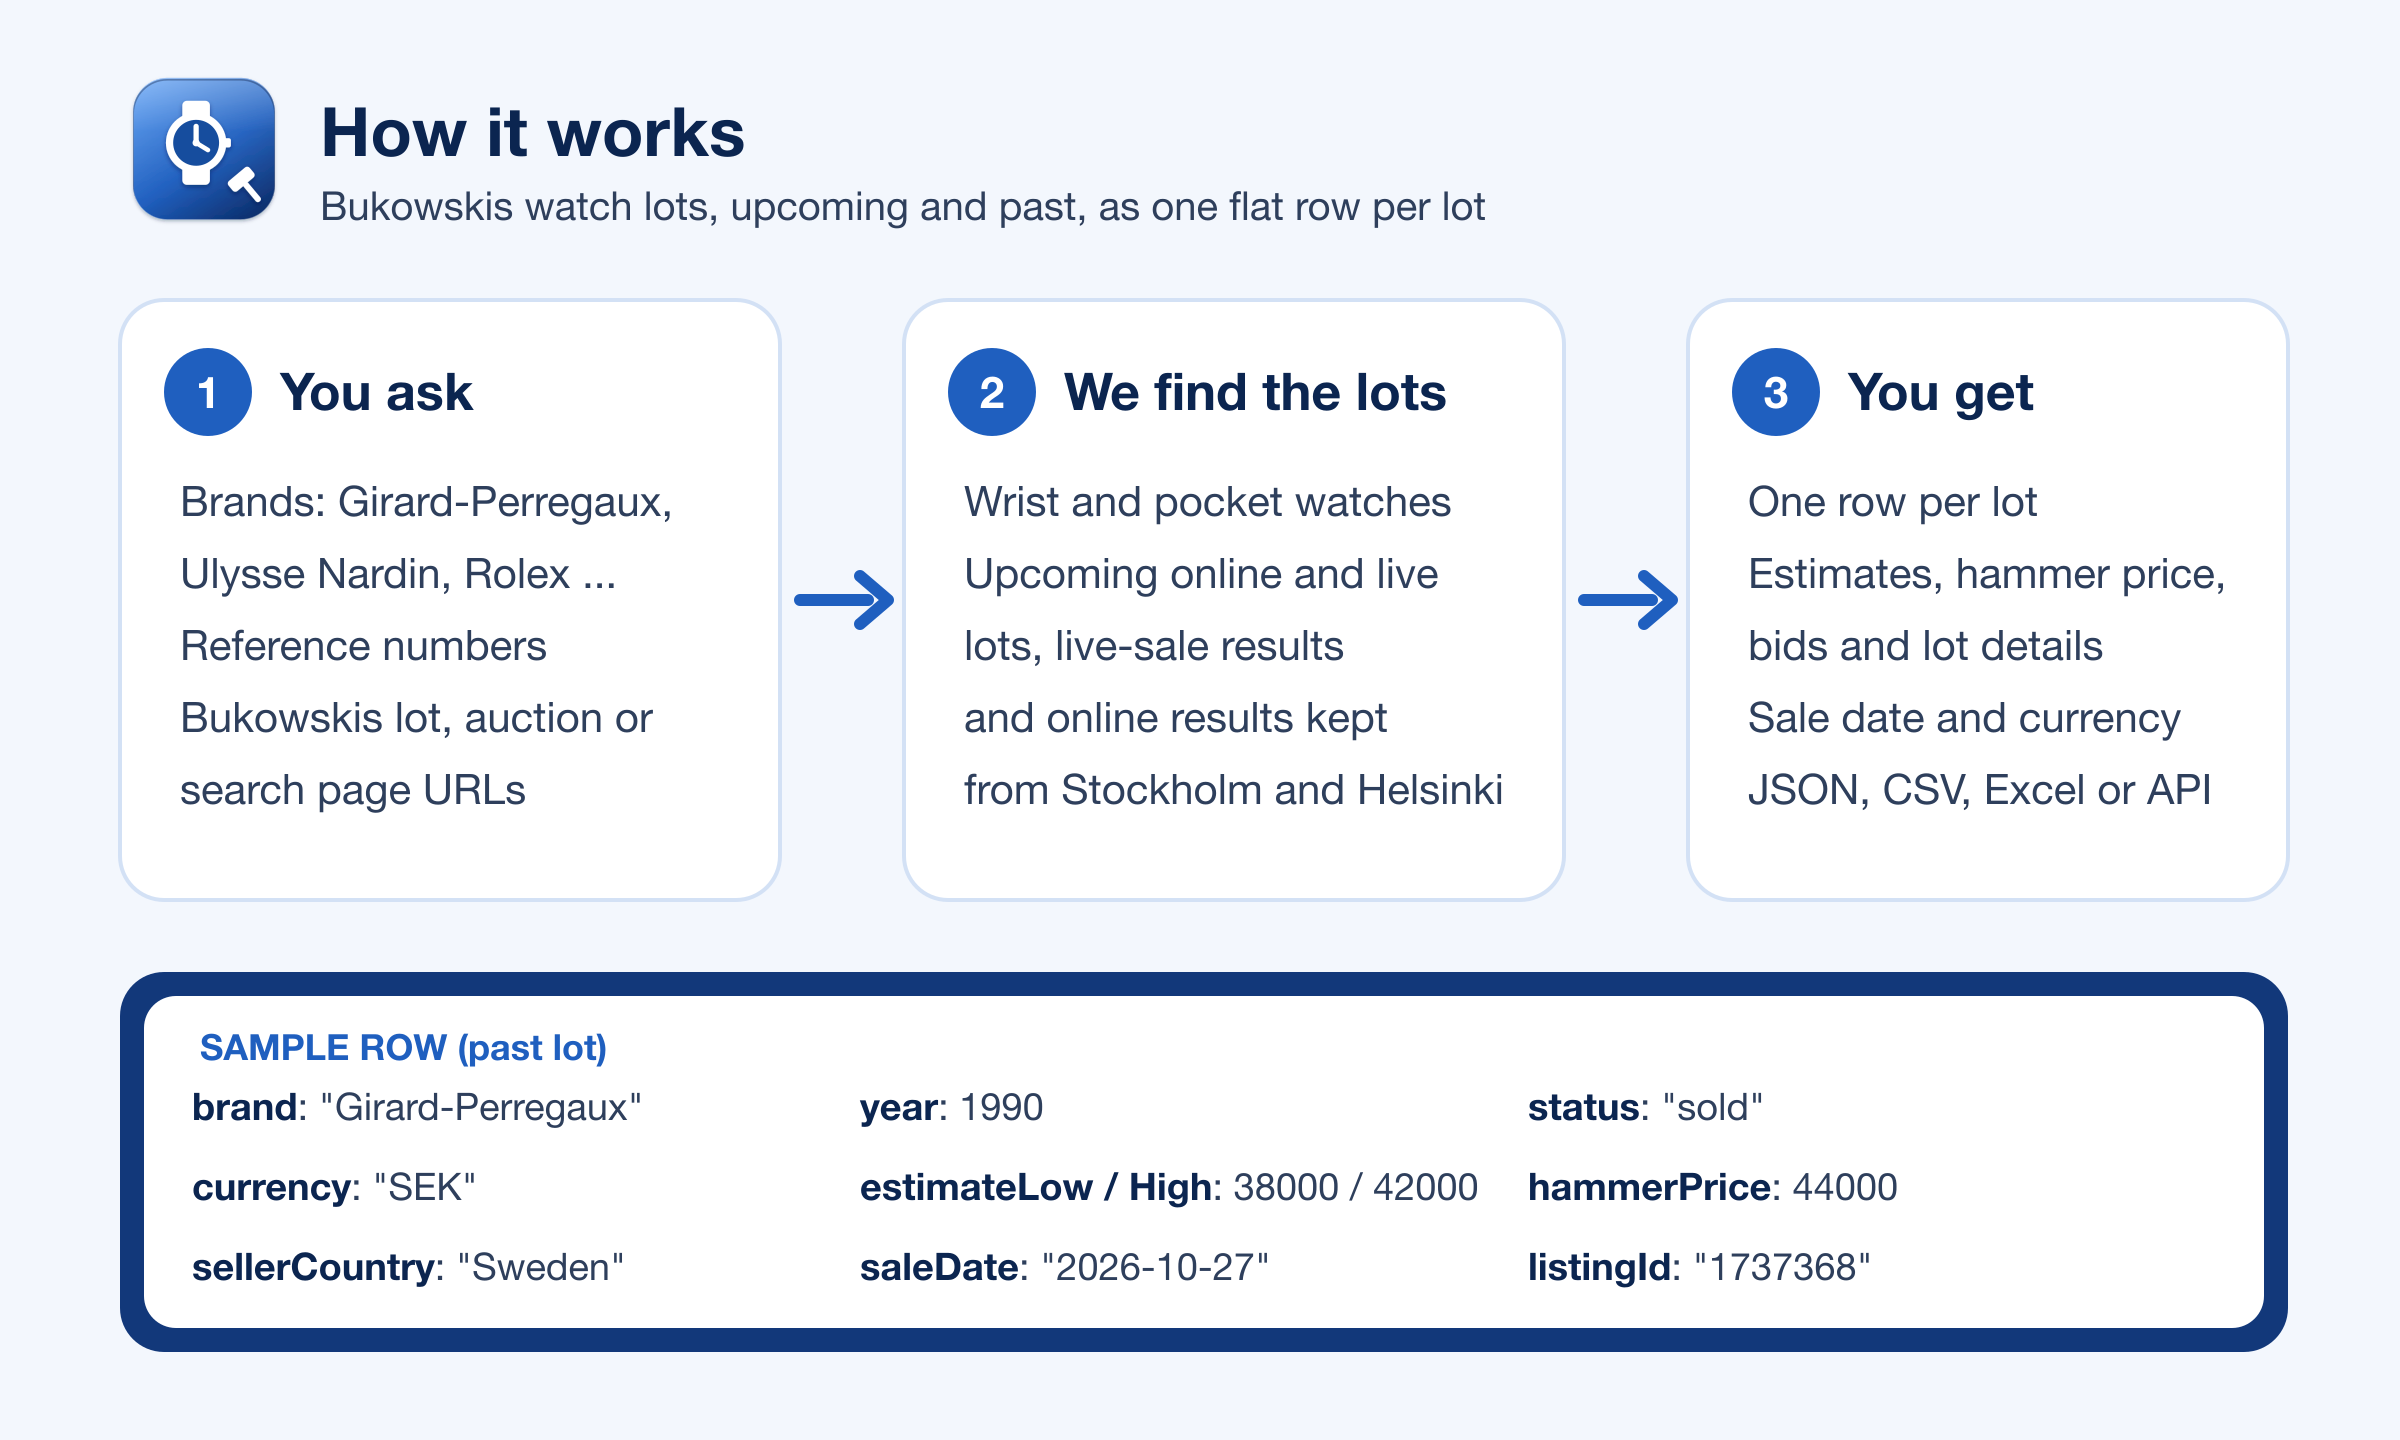 How it works
Bukowskis watch lots, upcoming and past, as one flat row per lot
1 You ask
Brands: Girard-Perregaux,
Ulysse Nardin, Rolex ...
Reference numbers
Bukowskis lot, auction or
search page URLs
2 We find the lots
Wrist and pocket watches
Upcoming online and live
lots, live-sale results
and online results kept
from Stockholm and Helsinki
3 You get
One row per lot
Estimates, hammer price,
bids and lot details
Sale date and currency
JSON, CSV, Excel or API
SAMPLE ROW (past lot)
brand: "Girard-Perregaux" year: 1990 status: "sold"
currency: "SEK" estimateLow / High: 38000 / 42000 hammerPrice: 44000
sellerCountry: "Sweden" saleDate: "2026-10-27" listingId: "1737368"